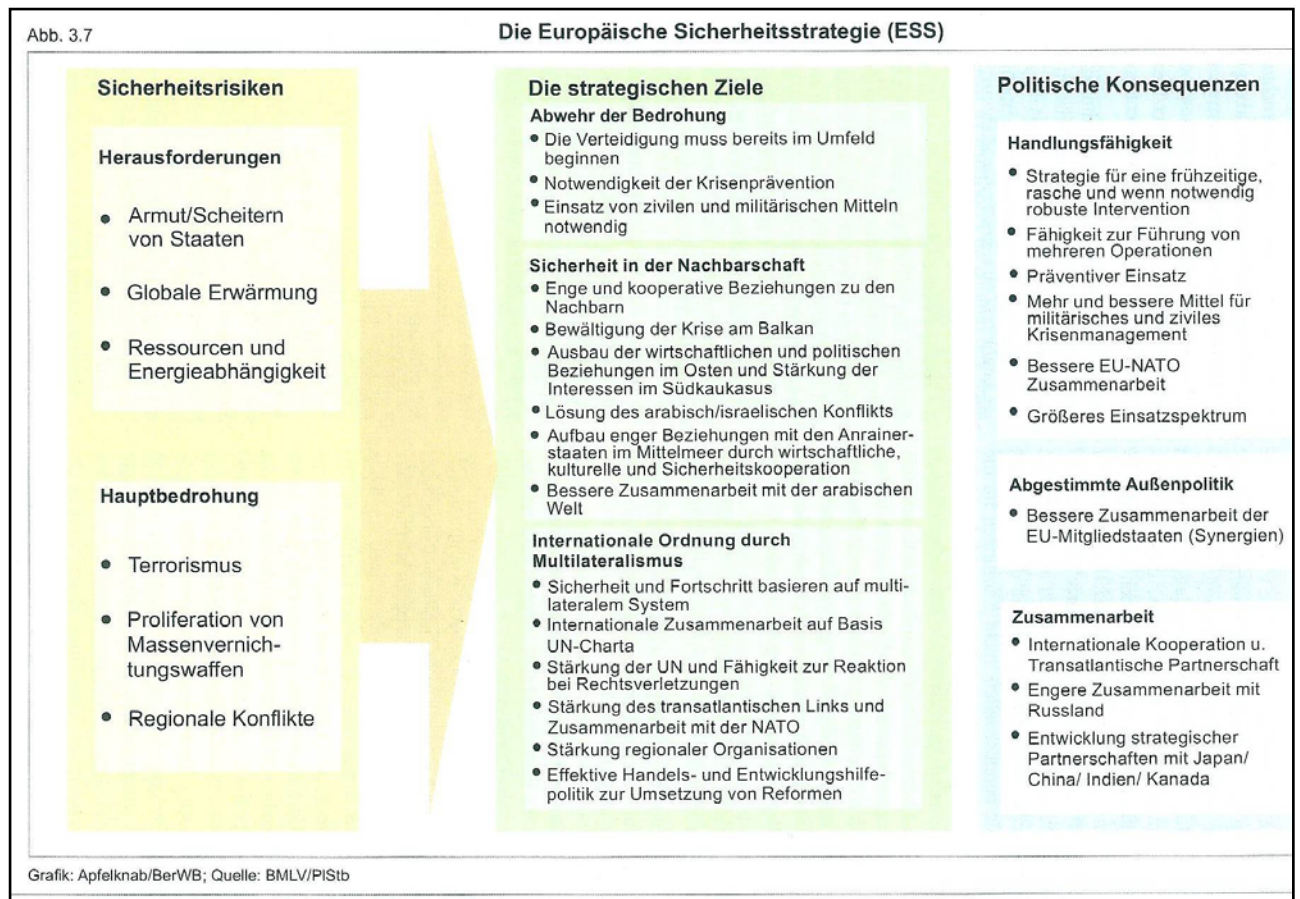 Abb. 3.7
Die Europäische Sicherheitsstrategie (ESS)
Sicherheitsrisiken
Herausforderungen
• Armut/Scheitern
von Staaten
• Globale Erwärmung
• Ressourcen und
Energieabhängigkeit
Hauptbedrohung
• Terrorismus
• Proliferation von
Massenvernich-
tungswaffen
• Regionale Konflikte
Die strategischen Ziele
Abwehr der Bedrohung
• Die Verteidigung muss bereits im Umfeld
beginnen
• Notwendigkeit der Krisenprävention
• Einsatz von zivilen und militärischen Mitteln
notwendig
Sicherheit in der Nachbarschaft
• Enge und kooperative Beziehungen zu den
Nachbarn
• Bewältigung der Krise am Balkan
• Ausbau der wirtschaftlichen und politischen
Beziehungen im Osten und Stärkung der
Interessen im Südkaukasus
• Lösung des arabisch/israelischen Konflikts
• Aufbau enger Beziehungen mit den Anrainer-
staaten im Mittelmeer durch wirtschaftliche,
kulturelle und Sicherheitskooperation
• Bessere Zusammenarbeit mit der arabischen
Welt
Internationale Ordnung durch
Multilateralismus
• Sicherheit und Fortschritt basieren auf multi-
lateralem System
• Internationale Zusammenarbeit auf Basis
UN-Charta
• Stärkung der UN und Fähigkeit zur Reaktion
bei Rechtsverletzungen
• Stärkung des transatlantischen Links und
Zusammenarbeit mit der NATO
• Stärkung regionaler Organisationen
• Effektive Handels- und Entwicklungshilfe-
politik zur Umsetzung von Reformen
Politische Konsequenzen
Handlungsfähigkeit
• Strategie für eine frühzeitige,
rasche und wenn notwendig
robuste Intervention
• Fähigkeit zur Führung von
mehreren Operationen
• Präventiver Einsatz
• Mehr und bessere Mittel für
militärisches und ziviles
Krisenmanagement
• Bessere EU-NATO
Zusammenarbeit
• Größeres Einsatzspektrum
Abgestimmte Außenpolitik
• Bessere Zusammenarbeit der
EU-Mitgliedstaaten (Synergien)
Zusammenarbeit
• Internationale Kooperation u.
Transatlantische Partnerschaft
• Engere Zusammenarbeit mit
Russland
• Entwicklung strategischer
Partnerschaften mit Japan/
China/ Indien/ Kanada
Grafik: Apfelknab/BerWB; Quelle: BMLV/PlStb